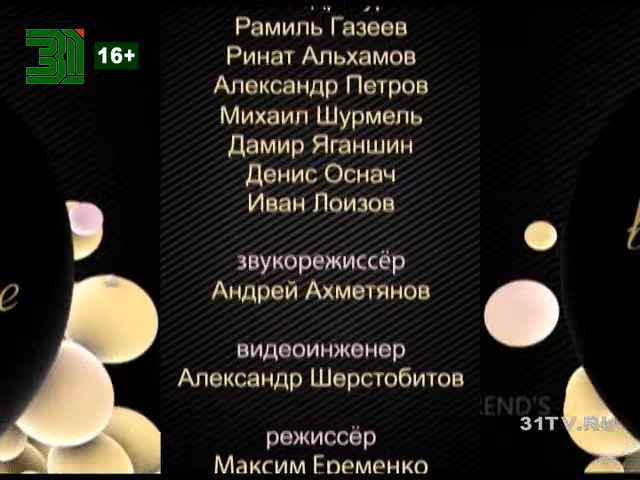 31
16+
Рамиль Газеев
Ринат Альхамов
Александр Петров
Михаил Шурмель
Дамир Яганшин
Денис Оснач
Иван Лоизов
звукорежиссёр
Андрей Ахметянов
видеоинженер
Александр Шерстобитов
режиссёр
Максим Еременко
31TV.RU